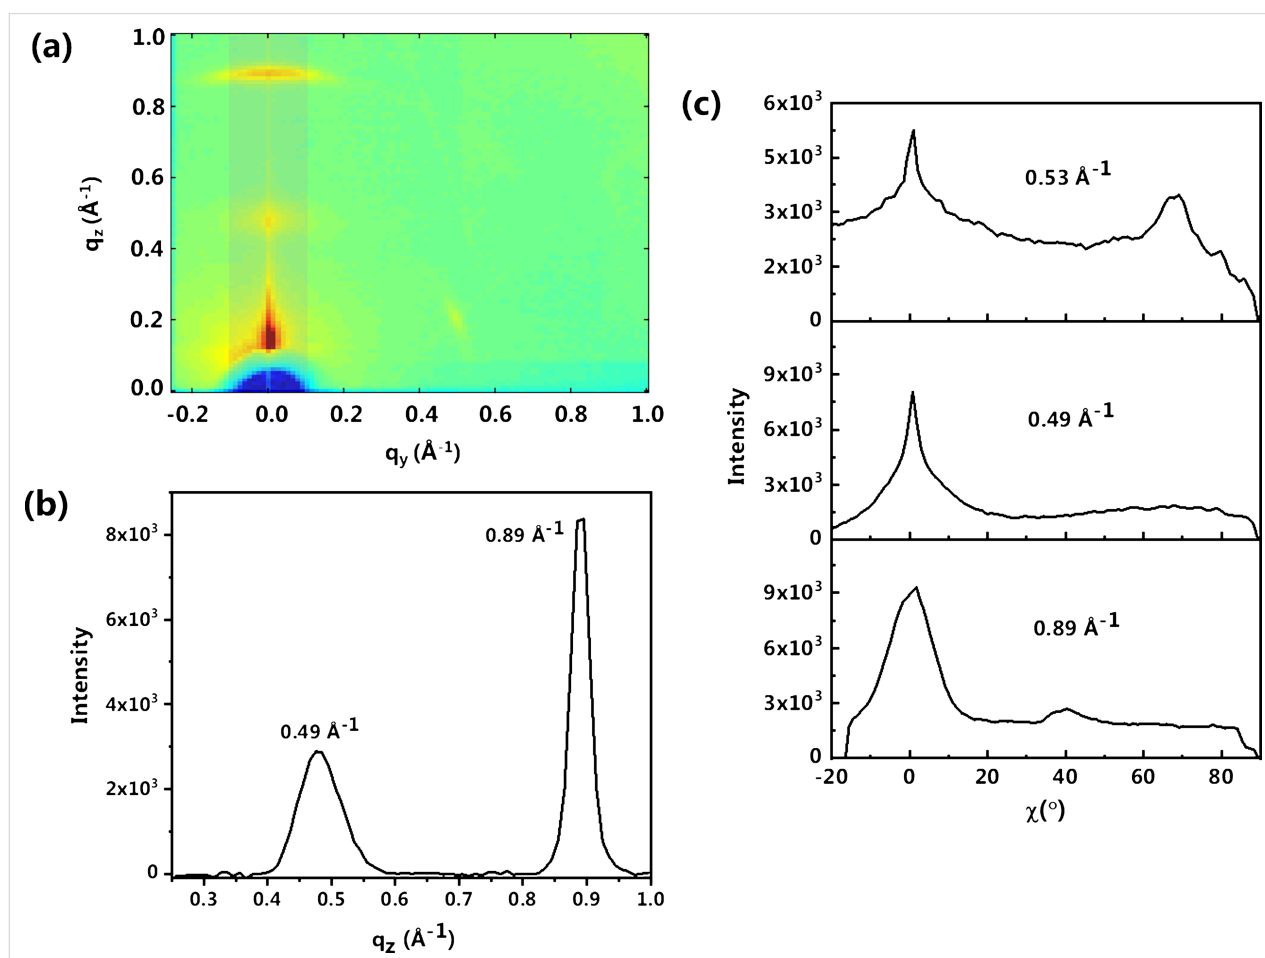 (a)
1.0
0.8
0.6
0.4
0.2
0.0
qz (Å-1)
-0.2 0.0 0.2 0.4 0.6 0.8 1.0
qy (Å-1)
(b)
8x10³
6x10³
4x10³
2x10³
0
Intensity
0.49 Å-1
0.89 Å-1
0.3 0.4 0.5 0.6 0.7 0.8 0.9 1.0
qz (Å-1)
(c)
6x10³
5x10³
3x10³
2x10³
0
0.53 Å-1
9x10³
6x10³
3x10³
0
0.49 Å-1
Intensity
9x10³
6x10³
3x10³
0
0.89 Å-1
-20 0 20 40 60 80
χ(°)